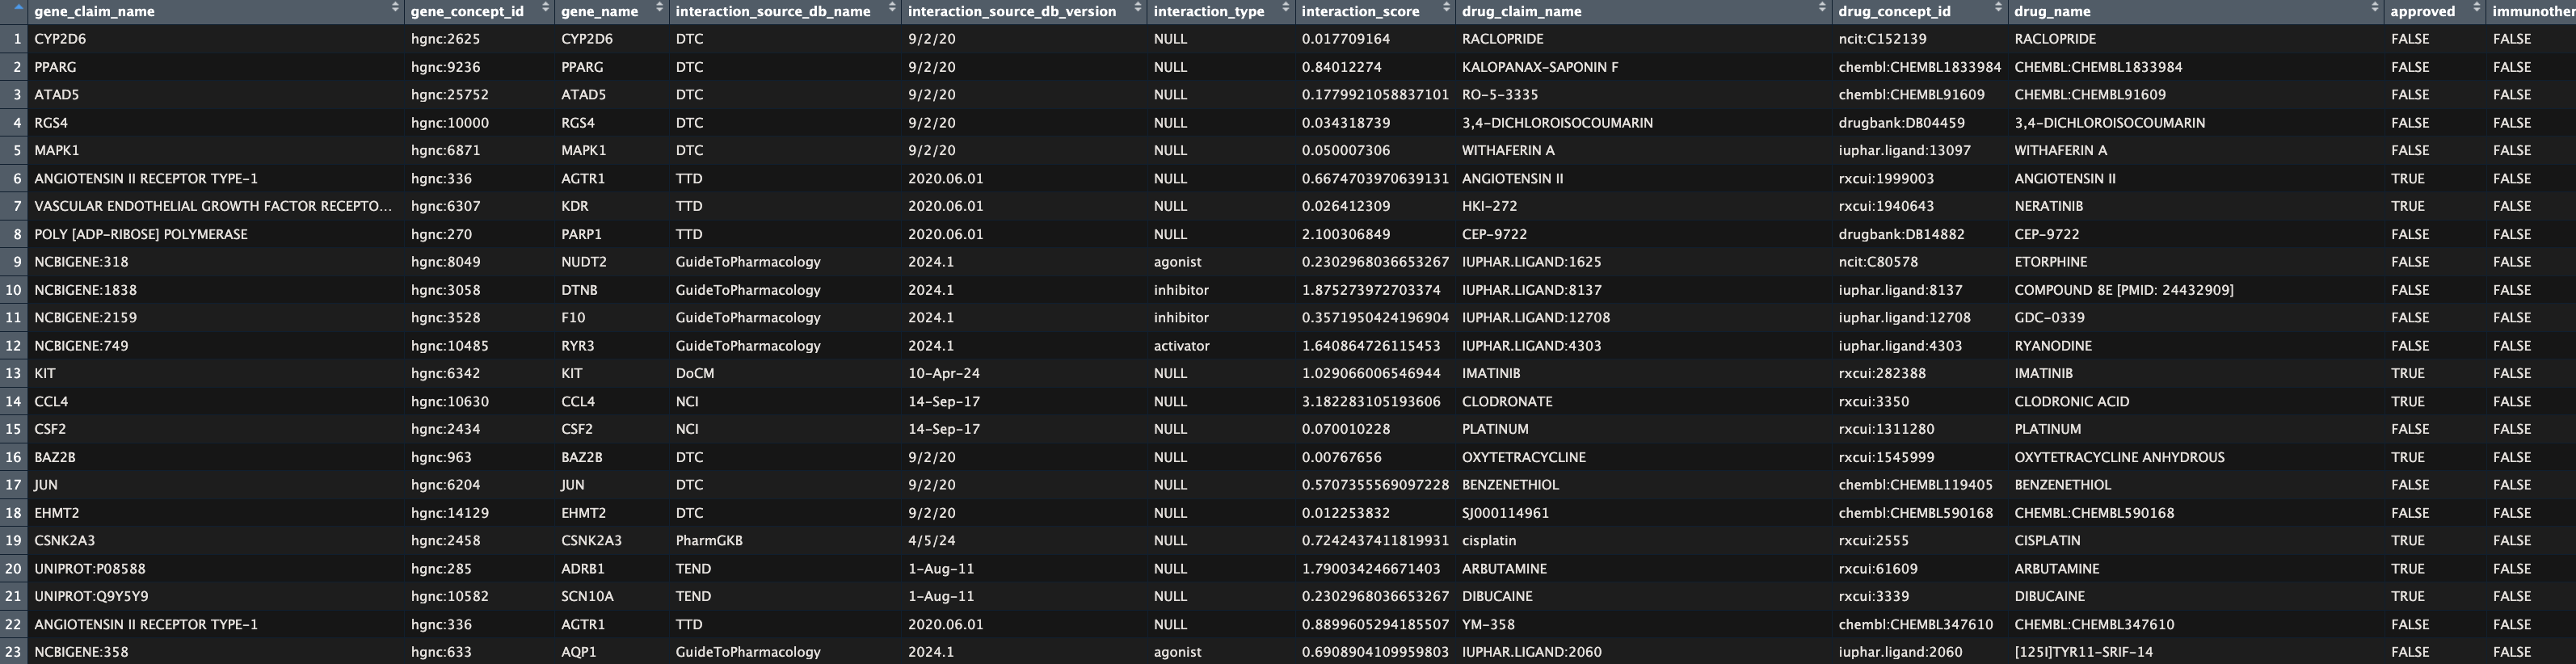 gene_claim_name gene_concept_id gene_name interaction_source_db_name interaction_source_db_version interaction_type interaction_score drug_claim_name drug_concept_id drug_name approved immunother
1 CYP2D6 hgnc:2625 CYP2D6 DTC 9/2/20 NULL 0.017709164 RACLOPRIDE ncit:C152139 RACLOPRIDE FALSE FALSE
2 PPARG hgnc:9236 PPARG DTC 9/2/20 NULL 0.84012274 KALOPANAX-SAPONIN F chembl:CHEMBL1833984 CHEMBL:CHEMBL1833984 FALSE FALSE
3 ATAD5 hgnc:25752 ATAD5 DTC 9/2/20 NULL 0.1779921058837101 RO-5-3335 chembl:CHEMBL91609 CHEMBL:CHEMBL91609 FALSE FALSE
4 RGS4 hgnc:10000 RGS4 DTC 9/2/20 NULL 0.034318739 3,4-DICHLOROISOCOUMARIN drugbank:DB04459 3,4-DICHLOROISOCOUMARIN FALSE FALSE
5 MAPK1 hgnc:6871 MAPK1 DTC 9/2/20 NULL 0.050007306 WITHAFERIN A iuphar.ligand:13097 WITHAFERIN A FALSE FALSE
6 ANGIOTENSIN II RECEPTOR TYPE-1 hgnc:336 AGTR1 TTD 2020.06.01 NULL 0.6674703970639131 ANGIOTENSIN II rxcui:1999003 ANGIOTENSIN II TRUE FALSE
7 VASCULAR ENDOTHELIAL GROWTH FACTOR RECEPTO... hgnc:6307 KDR TTD 2020.06.01 NULL 0.026412309 HKI-272 rxcui:1940643 NERATINIB TRUE FALSE
8 POLY [ADP-RIBOSE] POLYMERASE hgnc:270 PARP1 TTD 2020.06.01 NULL 2.100306849 CEP-9722 drugbank:DB14882 CEP-9722 FALSE FALSE
9 NCBIGENE:318 hgnc:8049 NUDT2 GuideToPharmacology 2024.1 agonist 0.2302968036653267 IUPHAR.LIGAND:1625 ncit:C80578 ETORPHINE FALSE FALSE
10 NCBIGENE:1838 hgnc:3058 DTNB GuideToPharmacology 2024.1 inhibitor 1.875273972703374 IUPHAR.LIGAND:8137 iuphar.ligand:8137 COMPOUND 8E [PMID: 24432909] FALSE FALSE
11 NCBIGENE:2159 hgnc:3528 F10 GuideToPharmacology 2024.1 inhibitor 0.3571950424196904 IUPHAR.LIGAND:12708 iuphar.ligand:12708 GDC-0339 FALSE FALSE
12 NCBIGENE:749 hgnc:10485 RYR3 GuideToPharmacology 2024.1 activator 1.640864726115453 IUPHAR.LIGAND:4303 iuphar.ligand:4303 RYANODINE FALSE FALSE
13 KIT hgnc:6342 KIT DoCM 10-Apr-24 NULL 1.029066006546944 IMATINIB rxcui:282388 IMATINIB TRUE FALSE
14 CCL4 hgnc:10630 CCL4 NCI 14-Sep-17 NULL 3.182283105193606 CLODRONATE rxcui:3350 CLODRONIC ACID TRUE FALSE
15 CSF2 hgnc:2434 CSF2 NCI 14-Sep-17 NULL 0.070010228 PLATINUM rxcui:1311280 PLATINUM FALSE FALSE
16 BAZ2B hgnc:963 BAZ2B DTC 9/2/20 NULL 0.00767656 OXYTETRACYCLINE rxcui:1545999 OXYTETRACYCLINE ANHYDROUS TRUE FALSE
17 JUN hgnc:6204 JUN DTC 9/2/20 NULL 0.5707355569097228 BENZENETHIOL chembl:CHEMBL119405 BENZENETHIOL FALSE FALSE
18 EHMT2 hgnc:14129 EHMT2 DTC 9/2/20 NULL 0.012253832 SJ000114961 chembl:CHEMBL590168 CHEMBL:CHEMBL590168 FALSE FALSE
19 CSNK2A3 hgnc:2458 CSNK2A3 PharmGKB 4/5/24 NULL 0.7242437411819931 cisplatin rxcui:2555 CISPLATIN TRUE FALSE
20 UNIPROT:P08588 hgnc:285 ADRB1 TEND 1-Aug-11 NULL 1.790034246671403 ARBUTAMINE rxcui:61609 ARBUTAMINE TRUE FALSE
21 UNIPROT:Q9Y5Y9 hgnc:10582 SCN10A TEND 1-Aug-11 NULL 0.2302968036653267 DIBUCAINE rxcui:3339 DIBUCAINE TRUE FALSE
22 ANGIOTENSIN II RECEPTOR TYPE-1 hgnc:336 AGTR1 TTD 2020.06.01 NULL 0.8899605294185507 YM-358 chembl:CHEMBL347610 CHEMBL:CHEMBL347610 FALSE FALSE
23 NCBIGENE:358 hgnc:633 AQP1 GuideToPharmacology 2024.1 agonist 0.6908904109959803 IUPHAR.LIGAND:2060 iuphar.ligand:2060 [125I]TYR11-SRIF-14 FALSE FALSE